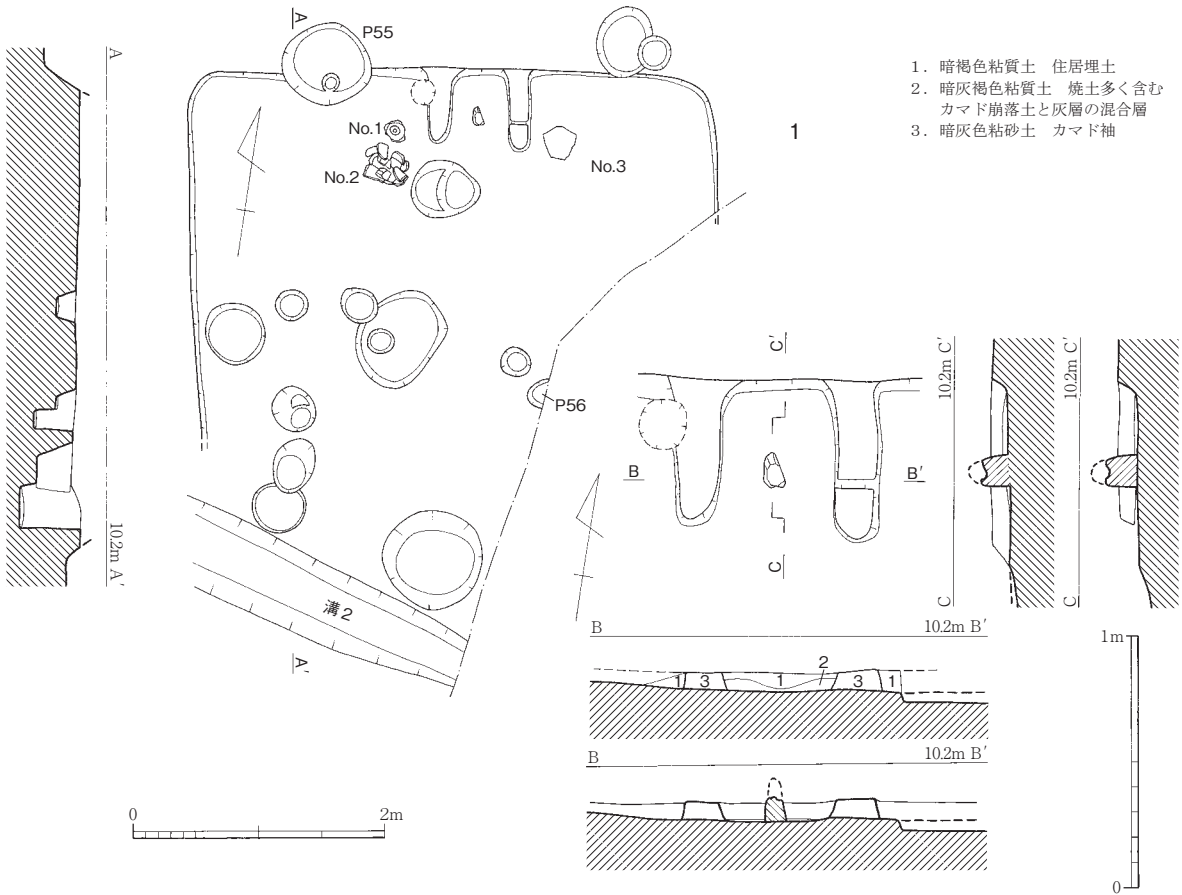 A
P55
A
No.1
No.2
No.3
1
1．暗褐色粘質土　住居埋土
2．暗灰褐色粘質土　焼土多く含む
カマド崩落土と灰層の混合層
3．暗灰色粘砂土　カマド袖
P56
溝2
A'
10.2m A'
C'
B
B'
C
10.2m C'
C
10.2m C'
C
B
10.2m B'
1
3
1
2
3
1
B
10.2m B'
0
2m
1m
0